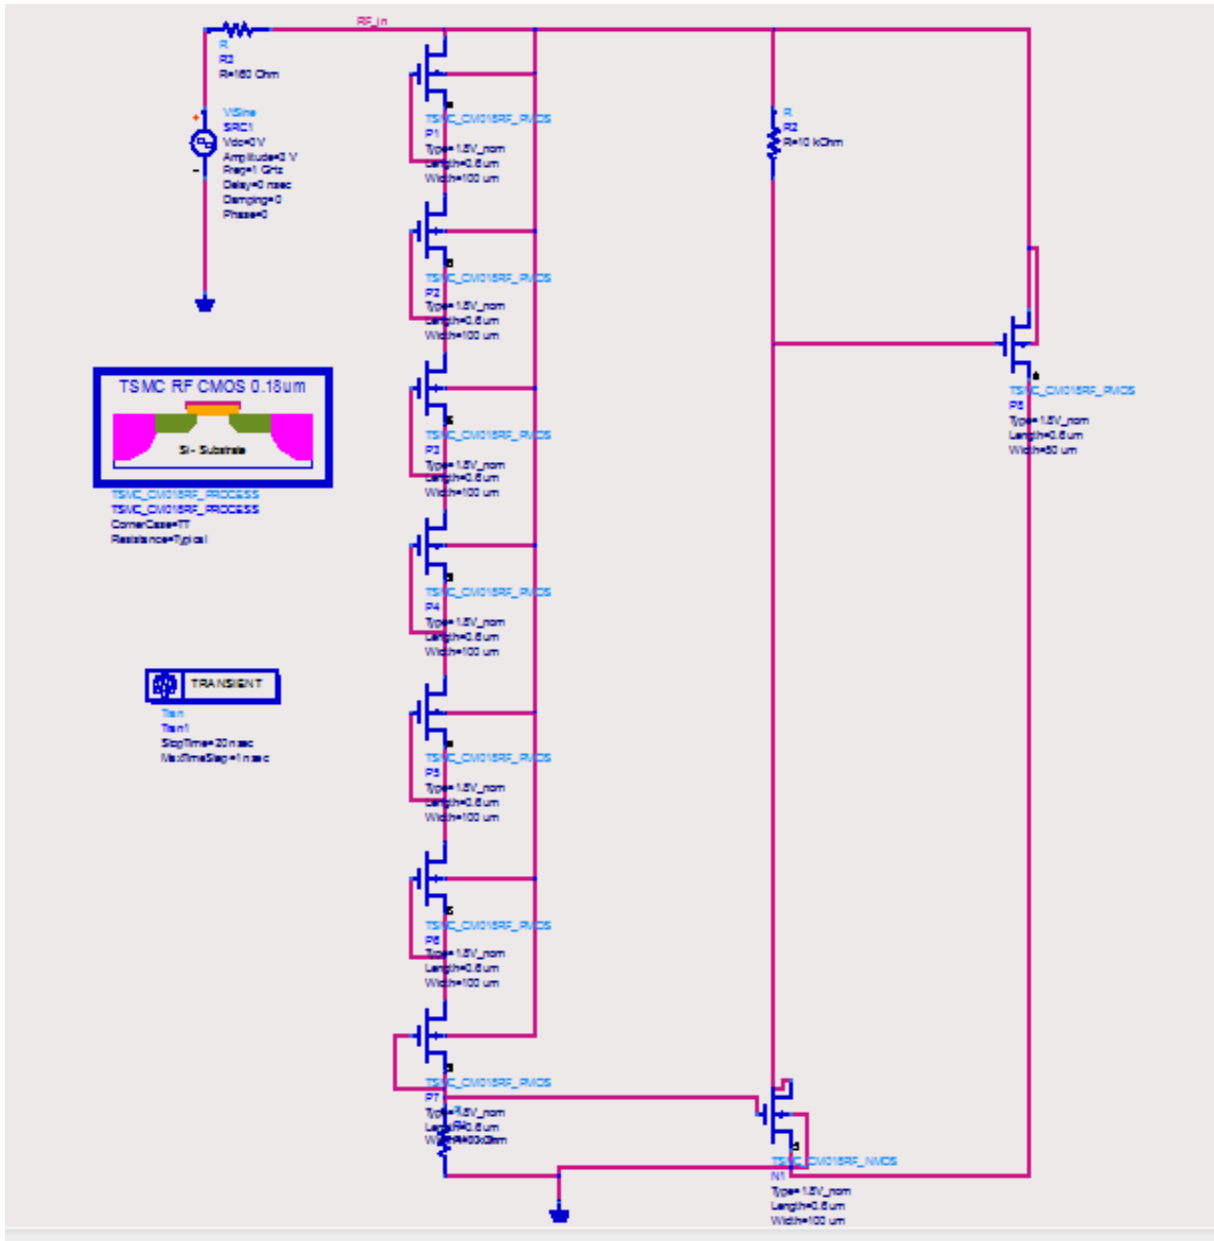 RF_in
R
R3
R=160 Ohm
VtSine
SRC1
Vdc=0 V
Freq=1 GHz
Delay=0 nsec
Damping=0
Phase=0
TSMC RF CMOS 0.18um
Si - Substrate
TSMC_CM018RF_PROCESS
TSMC_CM018RF_PROCESS
CornerCase=TT
Resistance=Typical
TRANSIENT
Tran
Tran1
StopTime=20 nsec
MaxTimeStep=1 nsec
TSMC_CM018RF_PMOS
P1
Type=1.8V_nom
Length=0.6 um
Width=100 um
TSMC_CM018RF_PMOS
P2
Type=1.8V_nom
Length=0.6 um
Width=100 um
TSMC_CM018RF_PMOS
P3
Type=1.8V_nom
Length=0.6 um
Width=100 um
TSMC_CM018RF_PMOS
P4
Type=1.8V_nom
Length=0.6 um
Width=100 um
TSMC_CM018RF_PMOS
P5
Type=1.8V_nom
Length=0.6 um
Width=100 um
TSMC_CM018RF_PMOS
P6
Type=1.8V_nom
Length=0.6 um
Width=100 um
TSMC_CM018RF_PMOS
P7
R
R2
R=10 kOhm
TSMC_CM018RF_PMOS
Type=1.8V_nom
Length=0.6 um
TSMC_CM018RF_NMOS
N1
Type=1.8V_nom
Length=0.6 um
Width=100 um